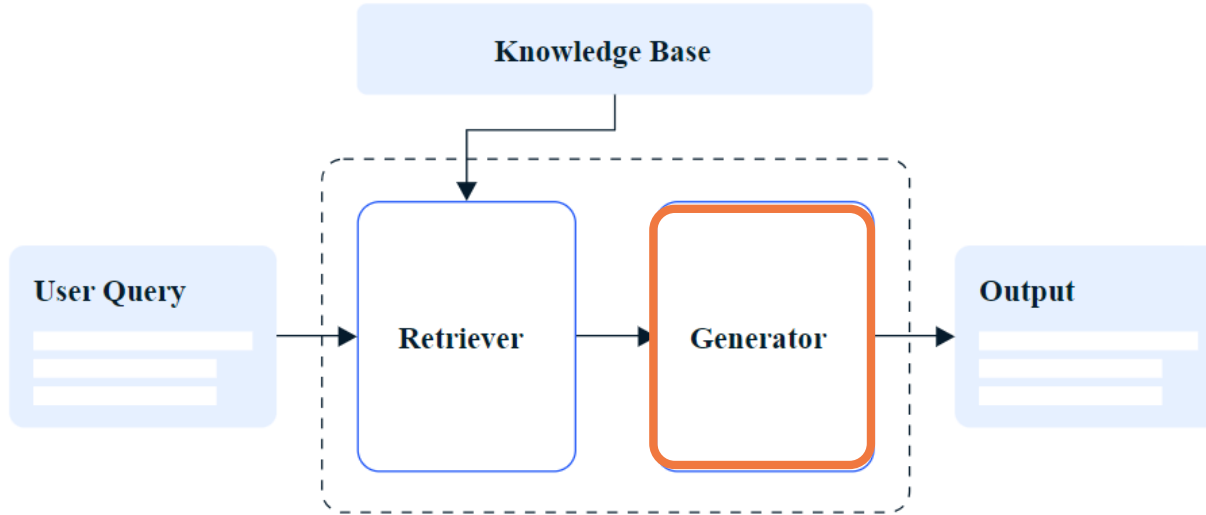 Knowledge Base
User Query
Retriever
Generator
Output